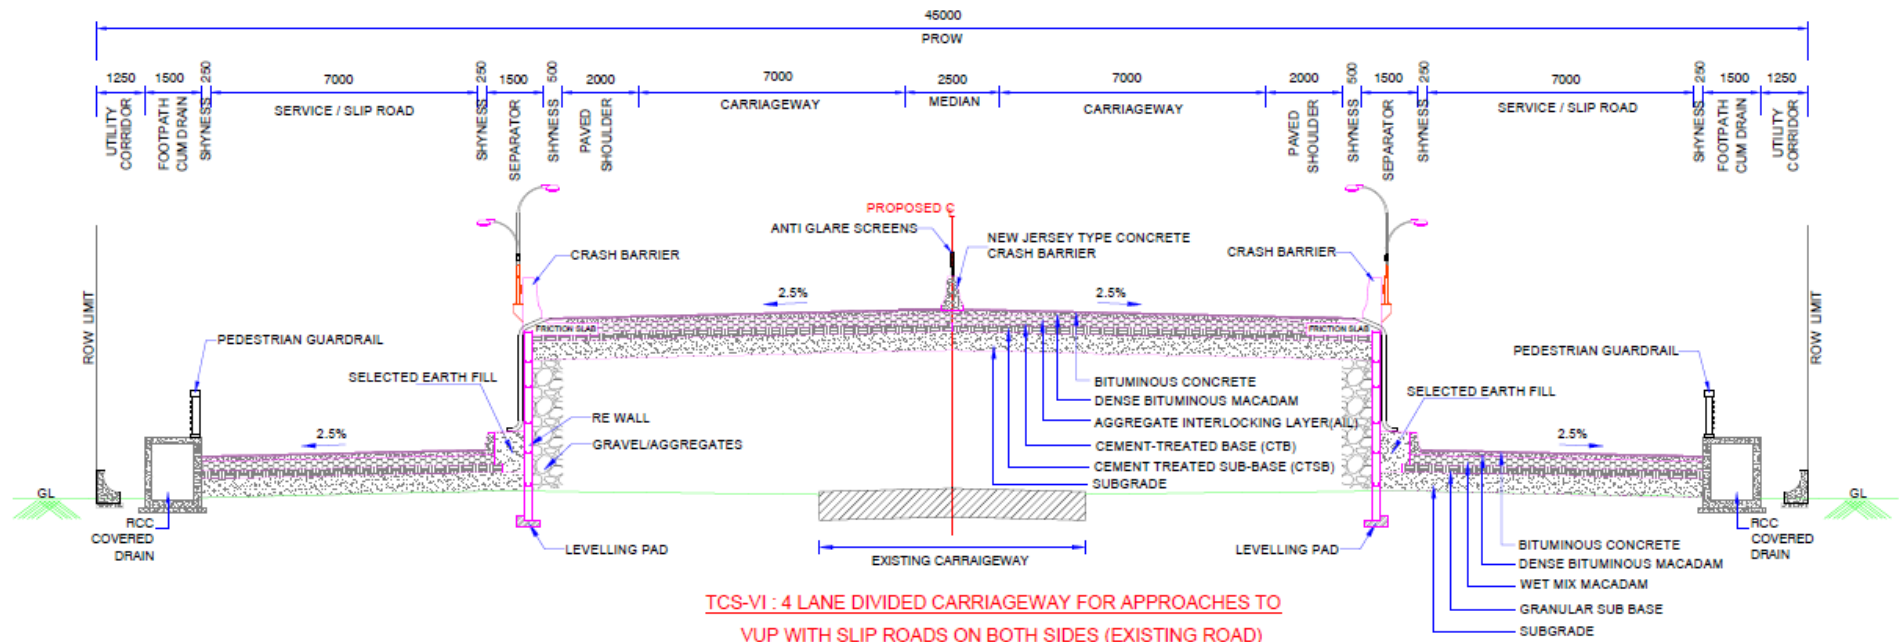 45000
PROW
1250 1500 250 7000 250 1500 500 2000 7000 2500 7000 2000 500 1500 250 7000 250 1500 1250
UTILITY
CORRIDOR
FOOTPATH
CUM DRAIN
SHYNESS
SERVICE / SLIP ROAD
SHYNESS
SEPARATOR
SHYNESS
PAVED
SHOULDER
CARRIAGEWAY
MEDIAN
CARRIAGEWAY
PAVED
SHOULDER
SHYNESS
SEPARATOR
SHYNESS
SERVICE / SLIP ROAD
SHYNESS
FOOTPATH
CUM DRAIN
UTILITY
CORRIDOR
PROPOSED C
ANTI GLARE SCREENS
NEW JERSEY TYPE CONCRETE
CRASH BARRIER
CRASH BARRIER
CRASH BARRIER
2.5%
2.5%
ROW LIMIT
ROW LIMIT
FRICTION SLAB
FRICTION SLAB
PEDESTRIAN GUARDRAIL
PEDESTRIAN GUARDRAIL
SELECTED EARTH FILL
SELECTED EARTH FILL
BITUMINOUS CONCRETE
DENSE BITUMINOUS MACADAM
AGGREGATE INTERLOCKING LAYER(AIL)
CEMENT-TREATED BASE (CTB)
CEMENT TREATED SUB-BASE (CTSB)
SUBGRADE
RE WALL
GRAVEL/AGGREGATES
2.5%
2.5%
GL
GL
RCC
COVERED
DRAIN
RCC
COVERED
DRAIN
LEVELLING PAD
LEVELLING PAD
EXISTING CARRAIGEWAY
BITUMINOUS CONCRETE
DENSE BITUMINOUS MACADAM
WET MIX MACADAM
GRANULAR SUB BASE
SUBGRADE
TCS-VI : 4 LANE DIVIDED CARRIAGEWAY FOR APPROACHES TO
VUP WITH SLIP ROADS ON BOTH SIDES (EXISTING ROAD)